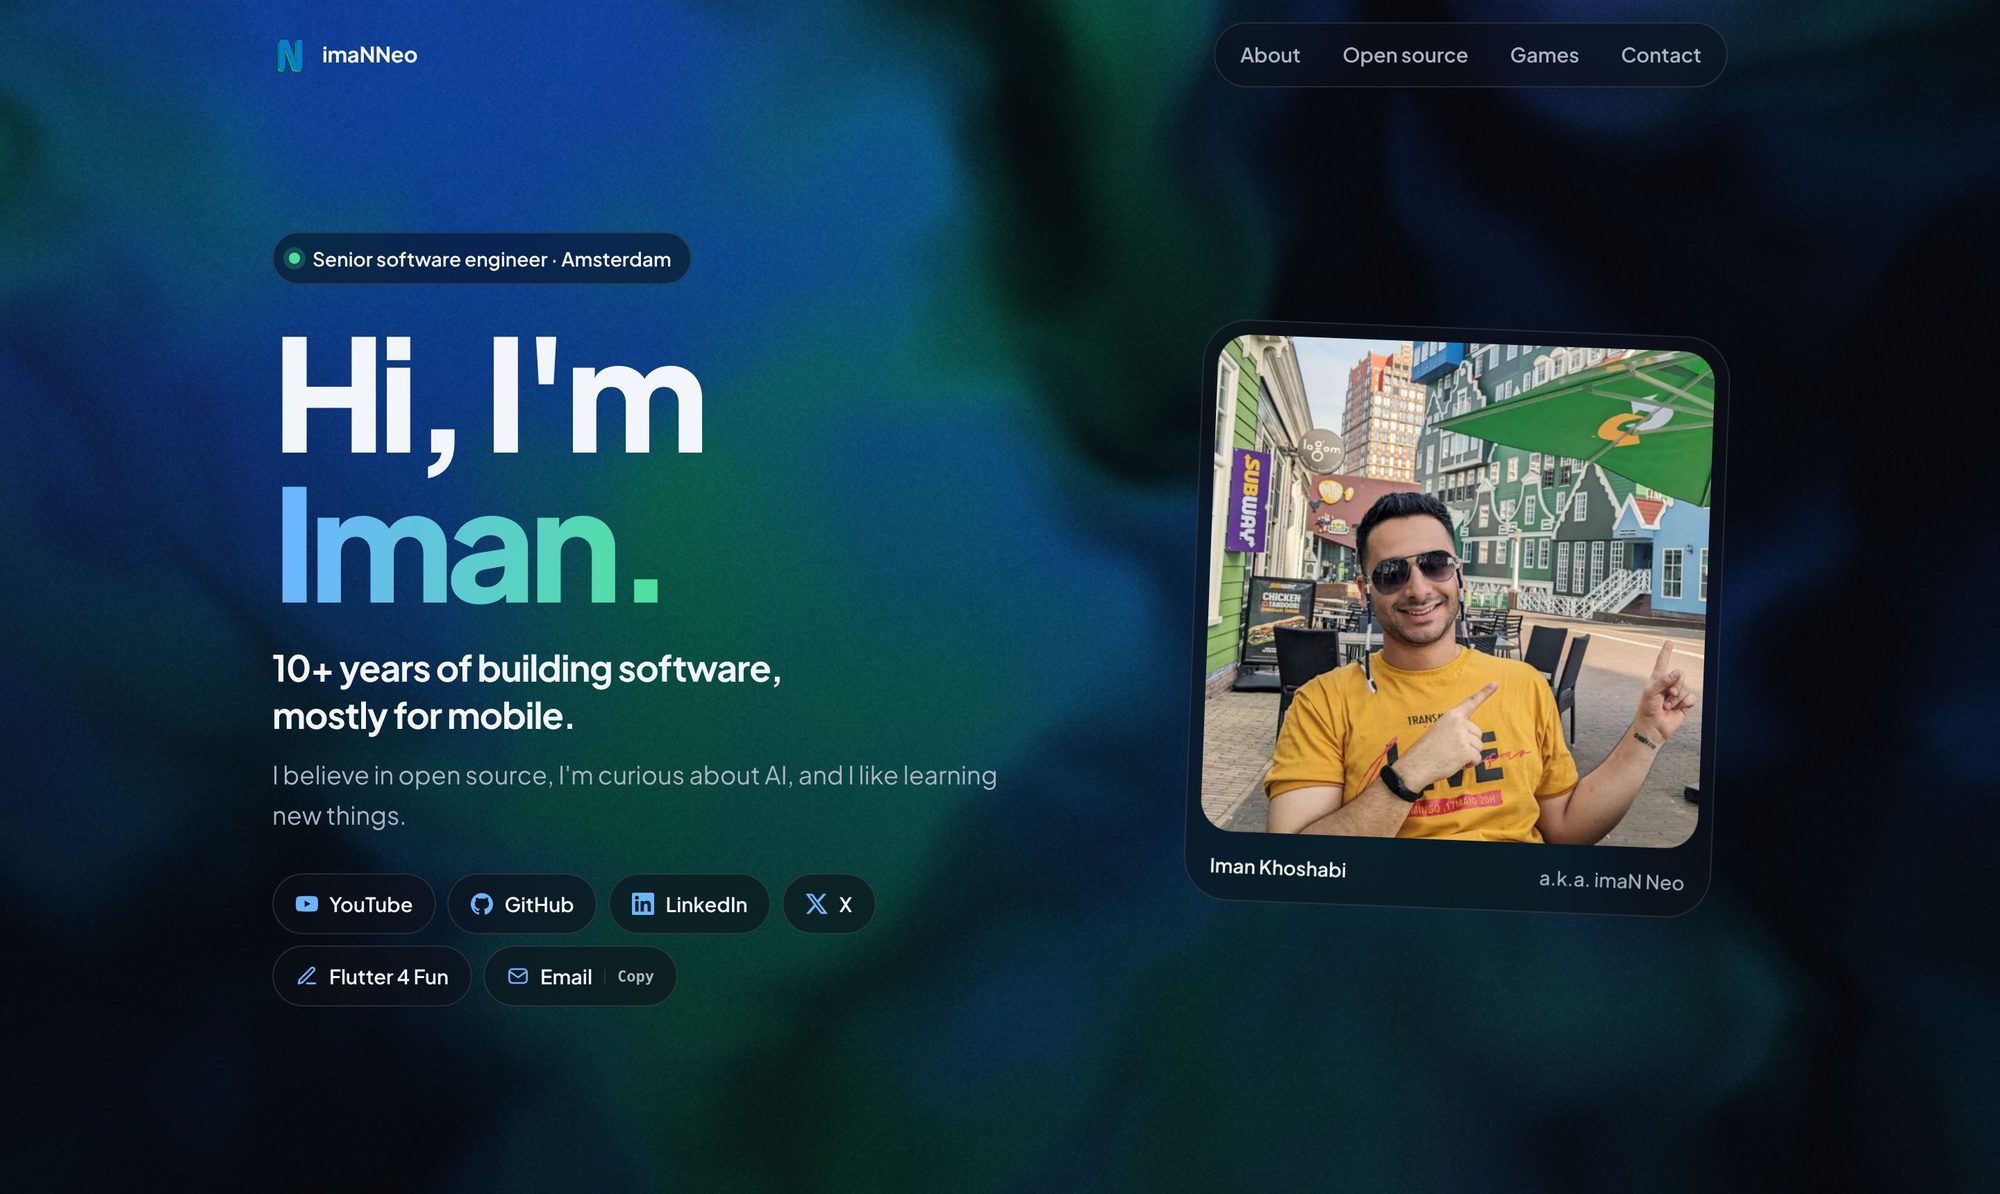 N imaNNeo
About Open source Games Contact
Senior software engineer · Amsterdam
Hi, I'm
Iman.
10+ years of building software,
mostly for mobile.
I believe in open source, I'm curious about AI, and I like learning
new things.
YouTube GitHub LinkedIn X
Flutter 4 Fun Email Copy
lagom
SUBWAY
SUBWAY
CHICKEN
TANDOORI
Iman Khoshabi a.k.a. imaN Neo